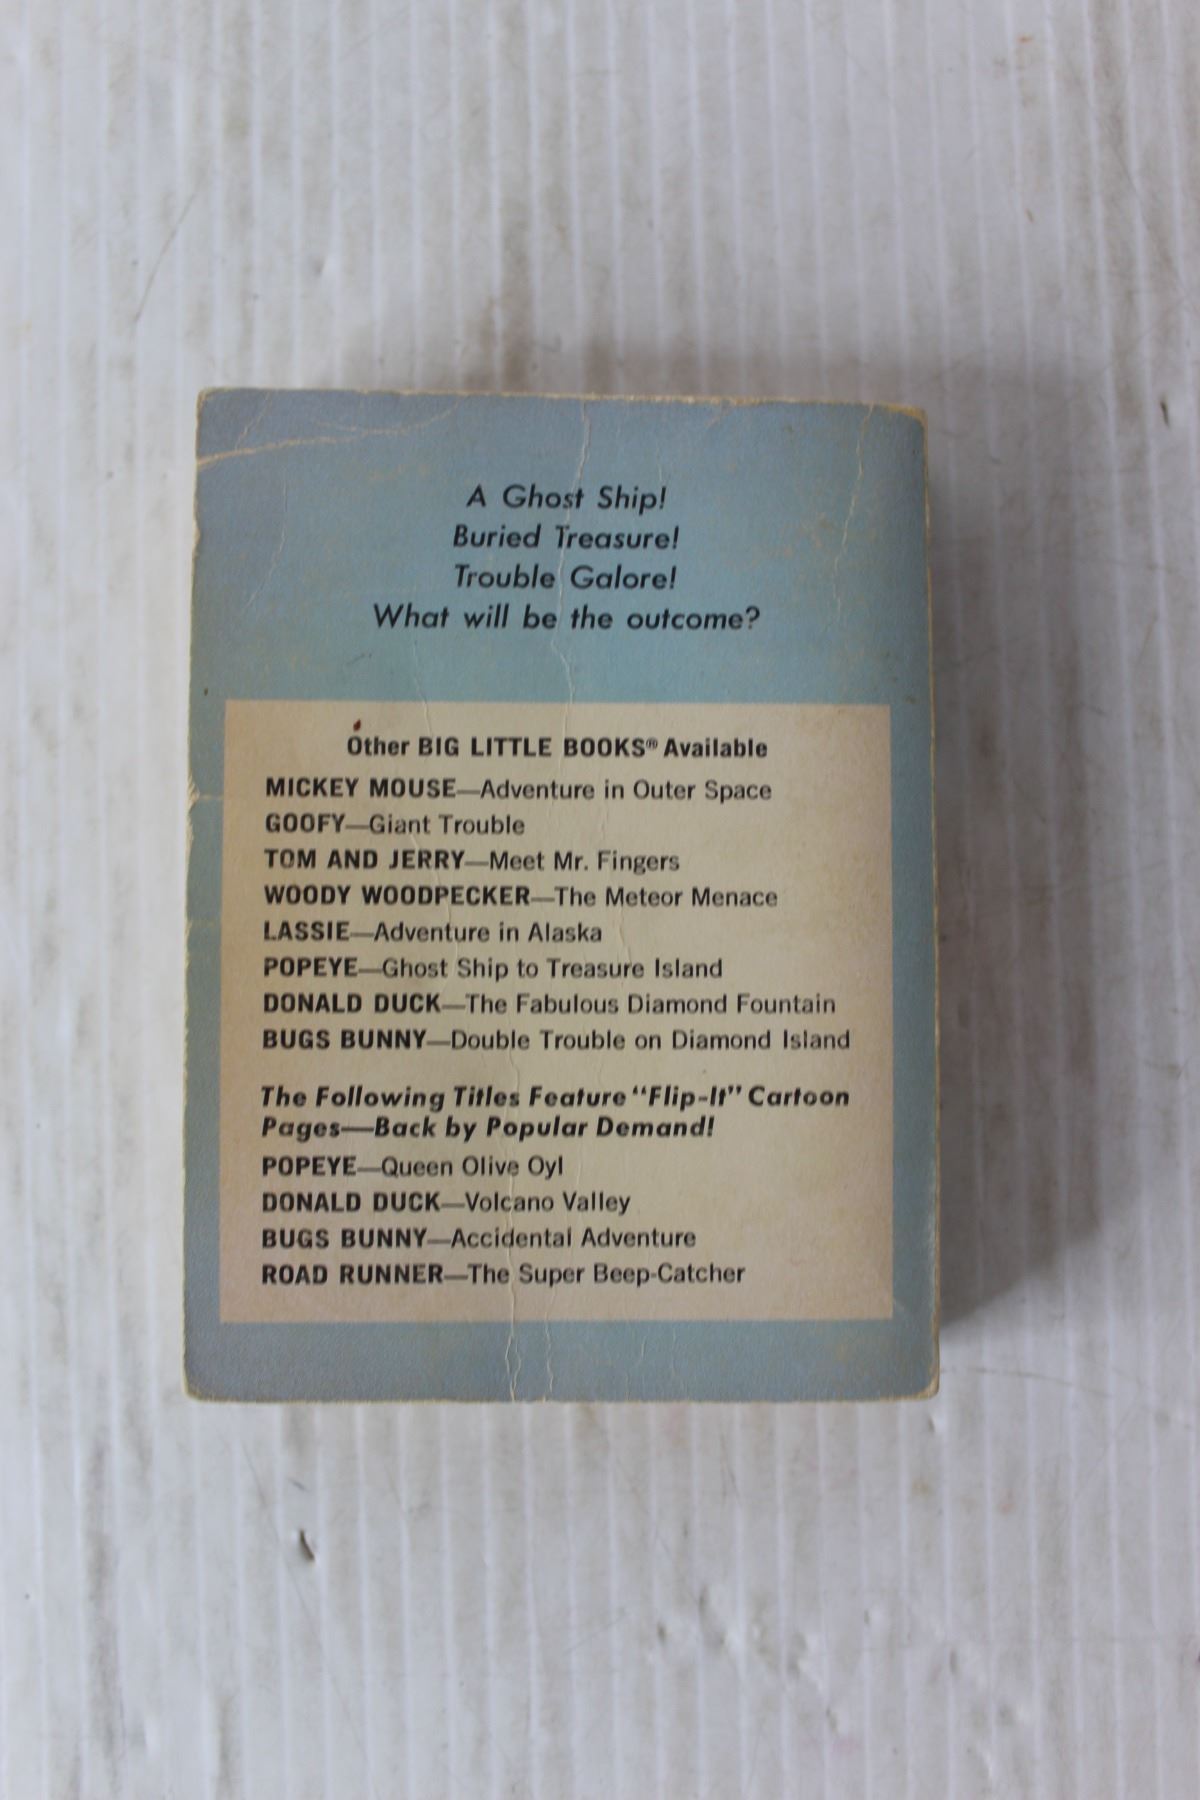 A Ghost Ship!
Buried Treasure!
Trouble Galore!
What will be the outcome?
Other BIG LITTLE BOOKS® Available
MICKEY MOUSE—Adventure in Outer Space
GOOFY—Giant Trouble
TOM AND JERRY—Meet Mr. Fingers
WOODY WOODPECKER—The Meteor Menace
LASSIE—Adventure in Alaska
POPEYE—Ghost Ship to Treasure Island
DONALD DUCK—The Fabulous Diamond Fountain
BUGS BUNNY—Double Trouble on Diamond Island
The Following Titles Feature “Flip-It” Cartoon
Pages—Back by Popular Demand!
POPEYE—Queen Olive Oyl
DONALD DUCK—Volcano Valley
BUGS BUNNY—Accidental Adventure
ROAD RUNNER—The Super Beep-Catcher